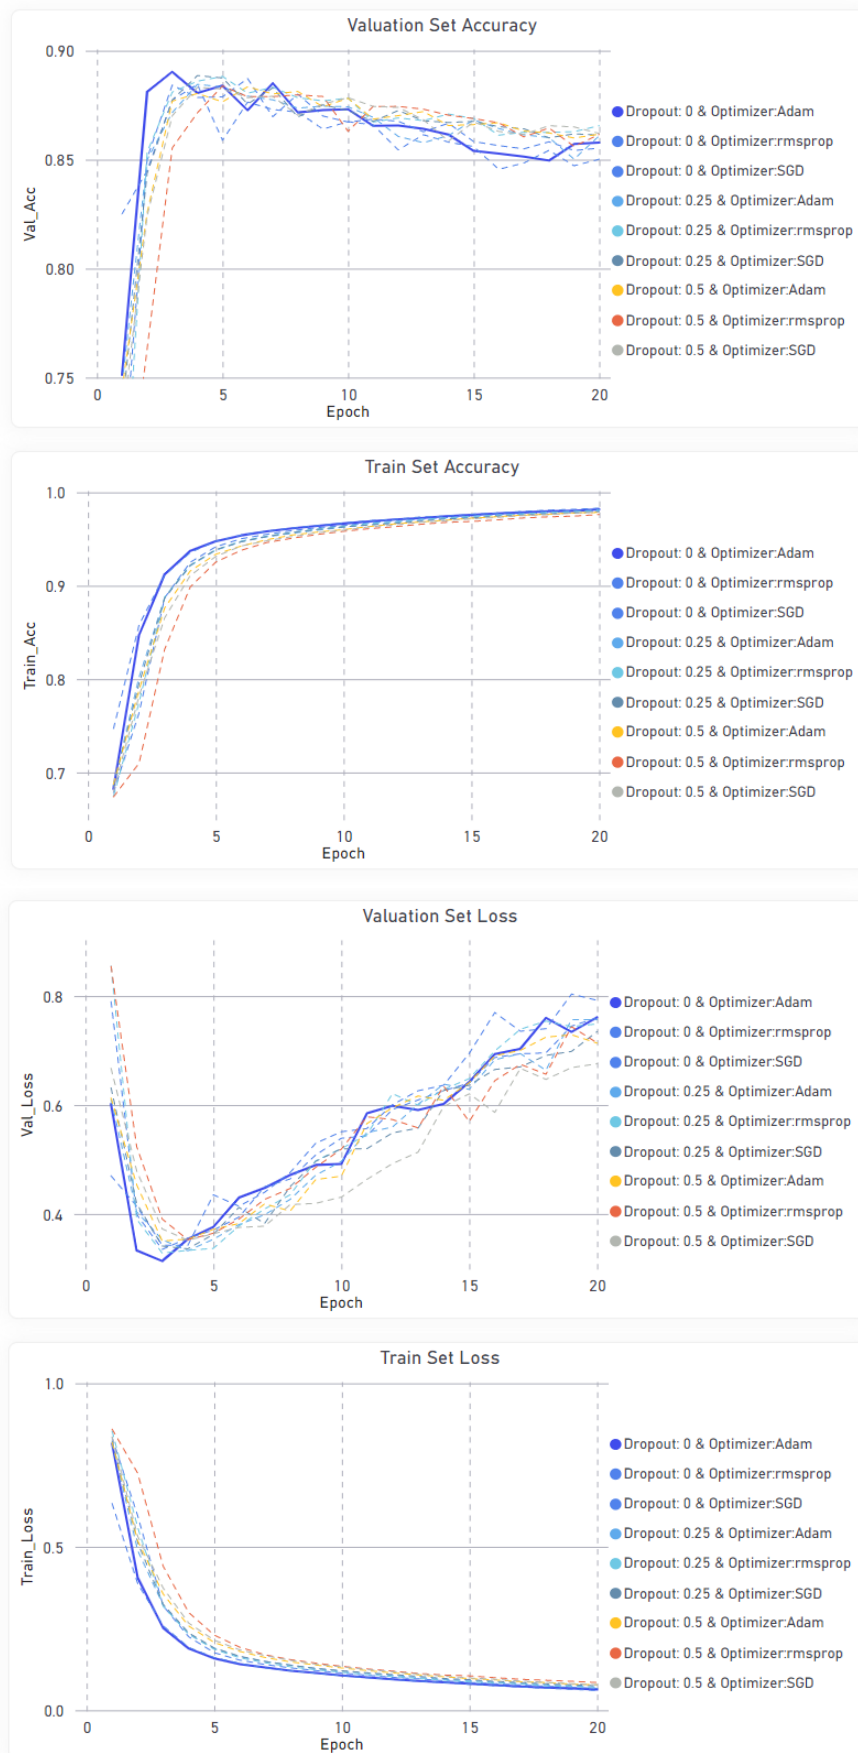 Valuation Set Accuracy
0.90
0.85
0.80
0.75
Val_Acc
0 5 10 15 20
Epoch
Dropout: 0 & Optimizer:Adam
Dropout: 0 & Optimizer:rmsprop
Dropout: 0 & Optimizer:SGD
Dropout: 0.25 & Optimizer:Adam
Dropout: 0.25 & Optimizer:rmsprop
Dropout: 0.25 & Optimizer:SGD
Dropout: 0.5 & Optimizer:Adam
Dropout: 0.5 & Optimizer:rmsprop
Dropout: 0.5 & Optimizer:SGD
Train Set Accuracy
1.0
0.9
0.8
0.7
Train_Acc
0 5 10 15 20
Epoch
Dropout: 0 & Optimizer:Adam
Dropout: 0 & Optimizer:rmsprop
Dropout: 0 & Optimizer:SGD
Dropout: 0.25 & Optimizer:Adam
Dropout: 0.25 & Optimizer:rmsprop
Dropout: 0.25 & Optimizer:SGD
Dropout: 0.5 & Optimizer:Adam
Dropout: 0.5 & Optimizer:rmsprop
Dropout: 0.5 & Optimizer:SGD
Valuation Set Loss
0.8
0.6
0.4
Val_Loss
0 5 10 15 20
Epoch
Dropout: 0 & Optimizer:Adam
Dropout: 0 & Optimizer:rmsprop
Dropout: 0 & Optimizer:SGD
Dropout: 0.25 & Optimizer:Adam
Dropout: 0.25 & Optimizer:rmsprop
Dropout: 0.25 & Optimizer:SGD
Dropout: 0.5 & Optimizer:Adam
Dropout: 0.5 & Optimizer:rmsprop
Dropout: 0.5 & Optimizer:SGD
Train Set Loss
1.0
0.5
0.0
Train_Loss
0 5 10 15 20
Epoch
Dropout: 0 & Optimizer:Adam
Dropout: 0 & Optimizer:rmsprop
Dropout: 0 & Optimizer:SGD
Dropout: 0.25 & Optimizer:Adam
Dropout: 0.25 & Optimizer:rmsprop
Dropout: 0.25 & Optimizer:SGD
Dropout: 0.5 & Optimizer:Adam
Dropout: 0.5 & Optimizer:rmsprop
Dropout: 0.5 & Optimizer:SGD